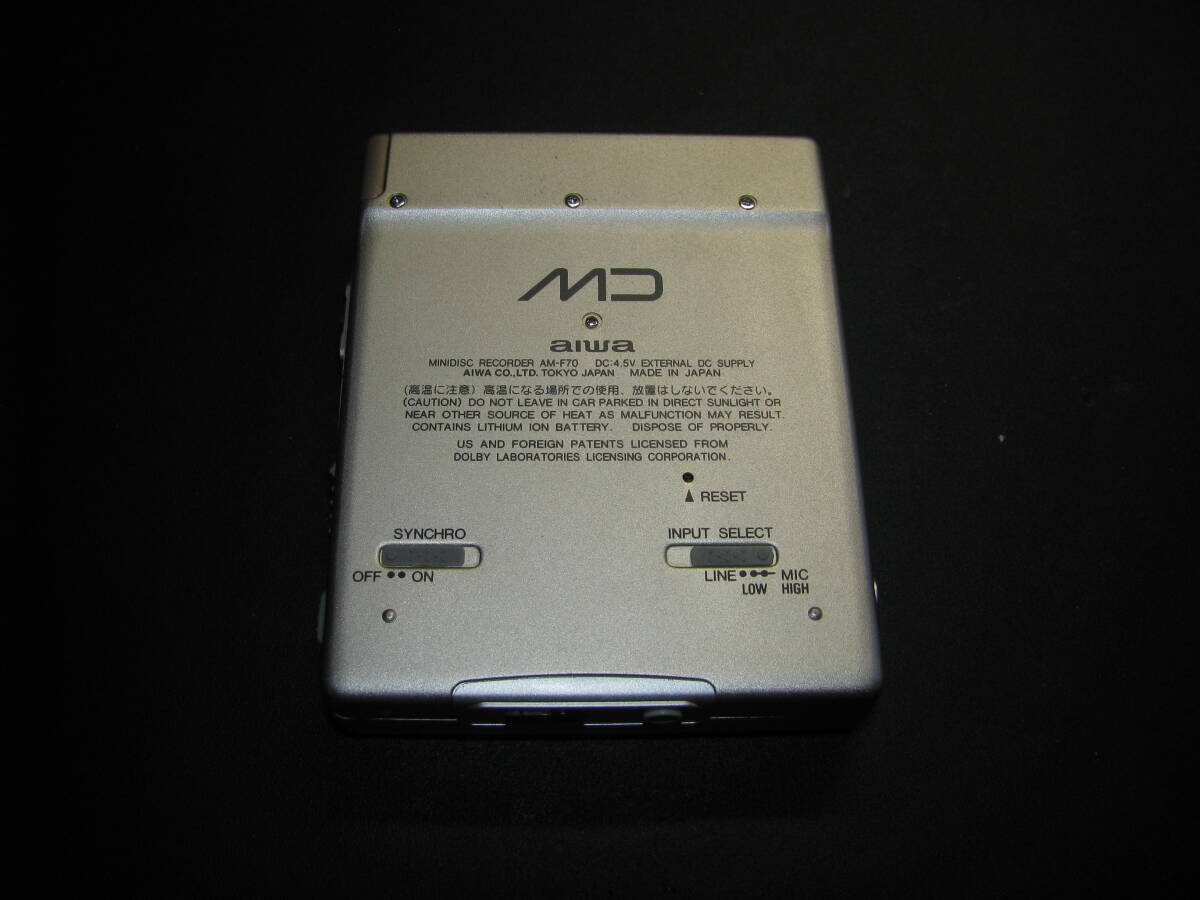 MD
aiwa
MINIDISC RECORDER AM-F70 DC:4.5V EXTERNAL DC SUPPLY
AIWA CO.,LTD. TOKYO JAPAN MADE IN JAPAN
(高温に注意) 高温になる場所での使用、放置はしないでください。
(CAUTION) DO NOT LEAVE IN CAR PARKED IN DIRECT SUNLIGHT OR
NEAR OTHER SOURCE OF HEAT AS MALFUNCTION MAY RESULT.
CONTAINS LITHIUM ION BATTERY. DISPOSE OF PROPERLY.
US AND FOREIGN PATENTS LICENSED FROM
DOLBY LABORATORIES LICENSING CORPORATION.
▲ RESET
SYNCHRO
OFF ●● ON
INPUT SELECT
LINE MIC
LOW HIGH